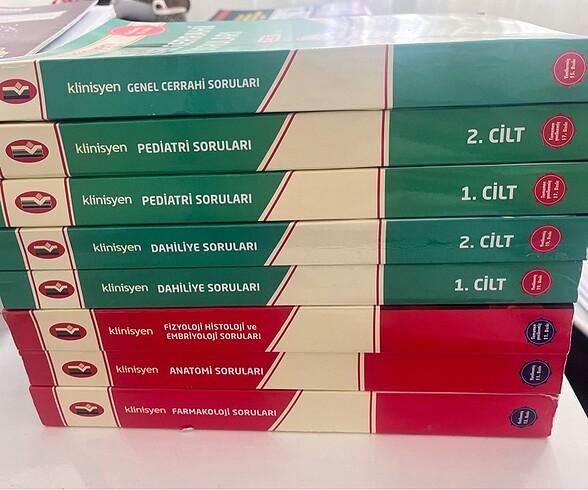 klinisyen GENEL CERRAHİ SORULARI
klinisyen PEDİATRİ SORULARI 2. CİLT
klinisyen PEDİATRİ SORULARI 1. CİLT
klinisyen DAHİLİYE SORULARI 2. CİLT
klinisyen DAHİLİYE SORULARI 1. CİLT
klinisyen FİZYOLOJİ HİSTOLOJİ ve
EMBRİYOLOJİ SORULARI
klinisyen ANATOMİ SORULARI
klinisyen FARMAKOLOJİ SORULARI